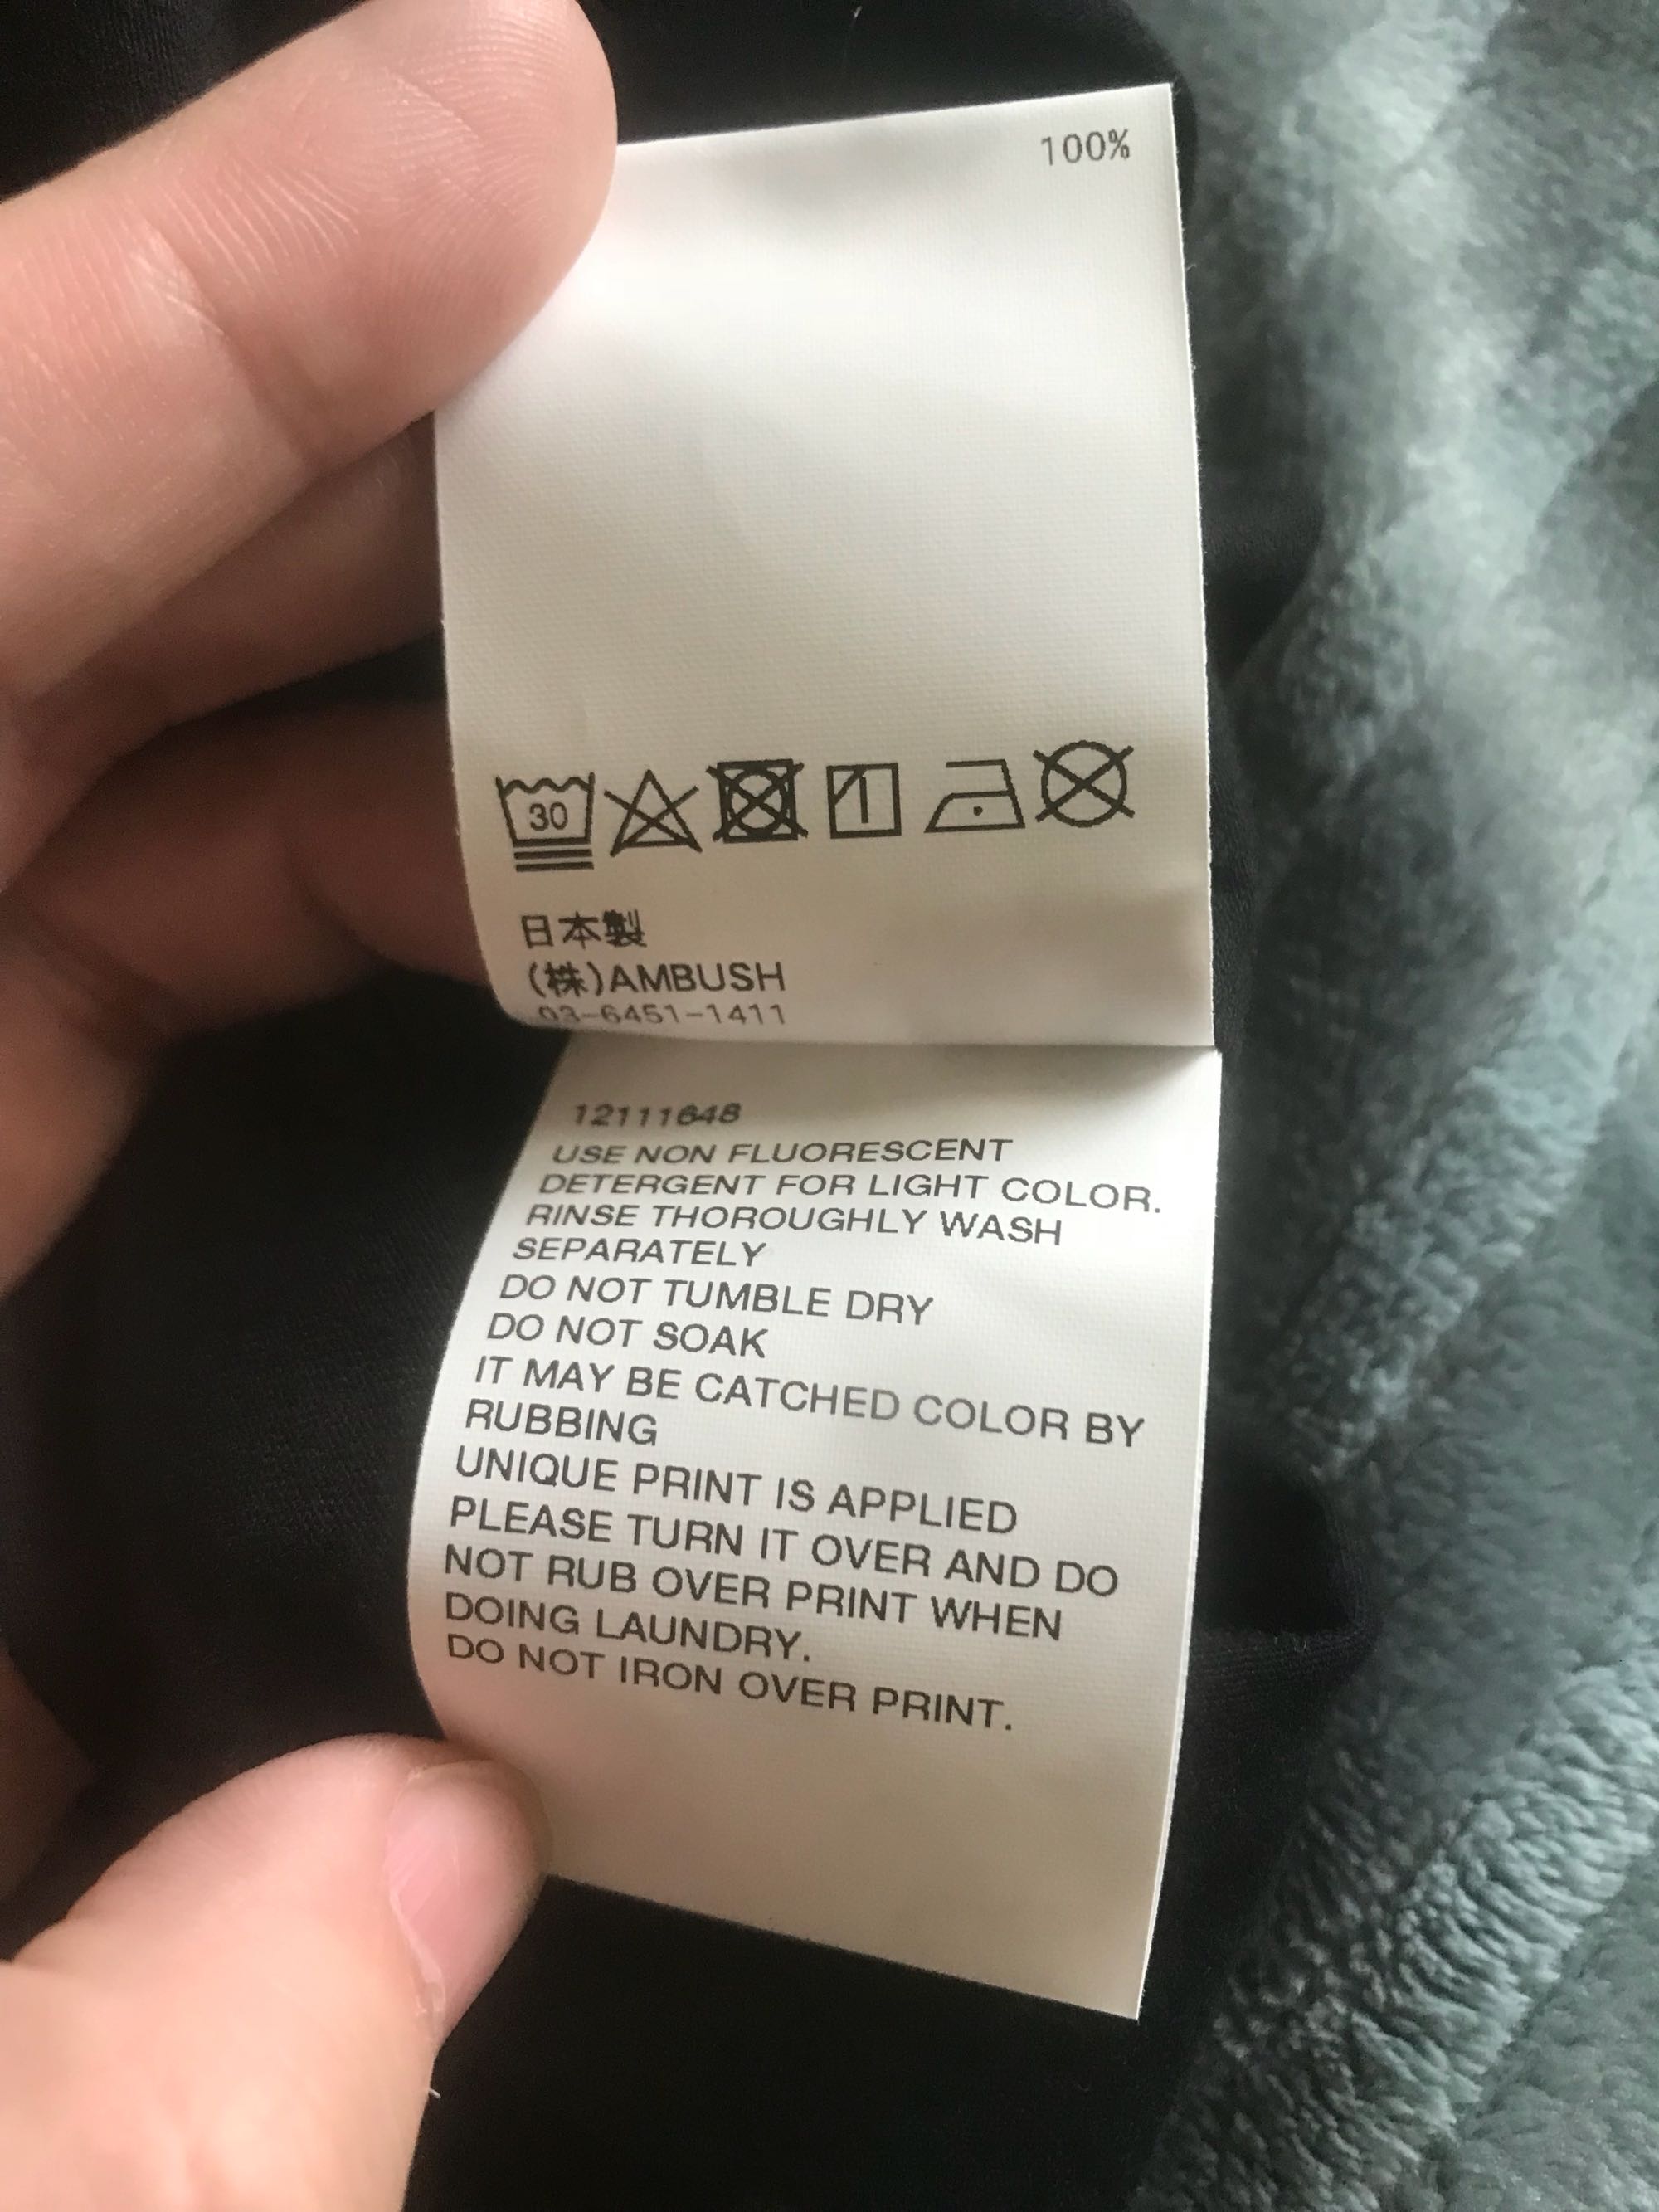 100%
30
日本製
(株)AMBUSH
03-6451-1411
12111648
USE NON FLUORESCENT
DETERGENT FOR LIGHT COLOR.
RINSE THOROUGHLY WASH
SEPARATELY
DO NOT TUMBLE DRY
DO NOT SOAK
IT MAY BE CATCHED COLOR BY
RUBBING
UNIQUE PRINT IS APPLIED
PLEASE TURN IT OVER AND DO
NOT RUB OVER PRINT WHEN
DOING LAUNDRY.
DO NOT IRON OVER PRINT.